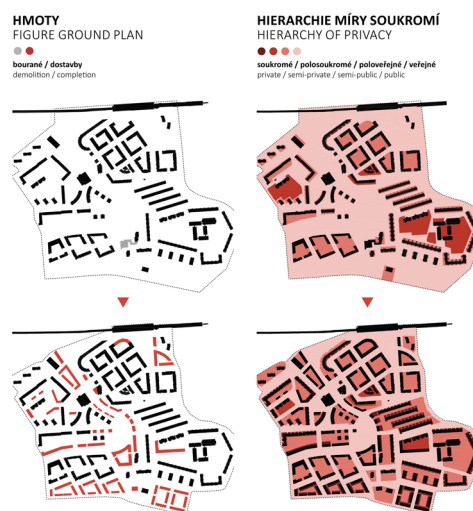 HMOTY
FIGURE GROUND PLAN
bourané / dostavby
demolition / completion
HIERARCHIE MÍRY SOUKROMÍ
HIERARCHY OF PRIVACY
soukromé / polosoukromé / poloveřejné / veřejné
private / semi-private / semi-public / public